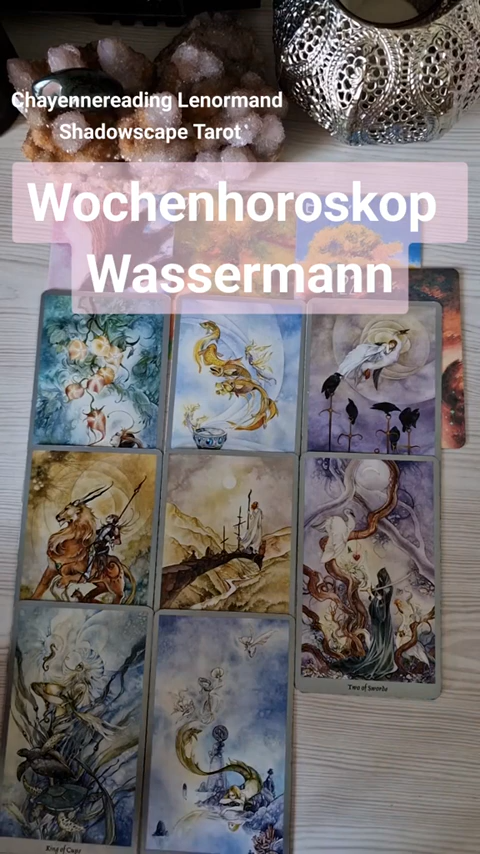 Chayennereading Lenormand
Shadowscape Tarot
Wochenhoroskop
Wassermann
Two of Swords
King of Cups